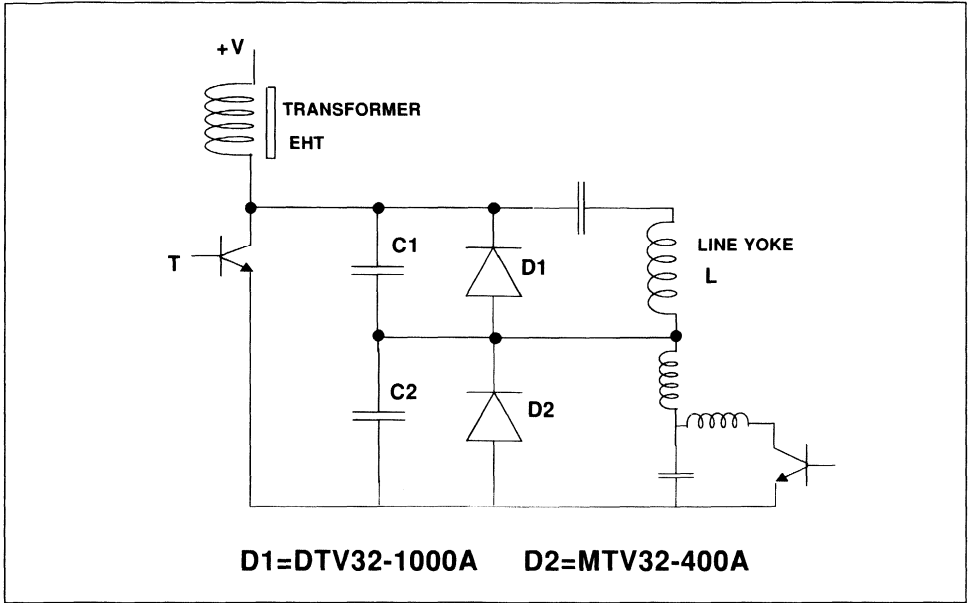 +V
TRANSFORMER
EHT
T
C1
D1
LINE YOKE
L
C2
D2
D1=DTV32-1000A D2=MTV32-400A